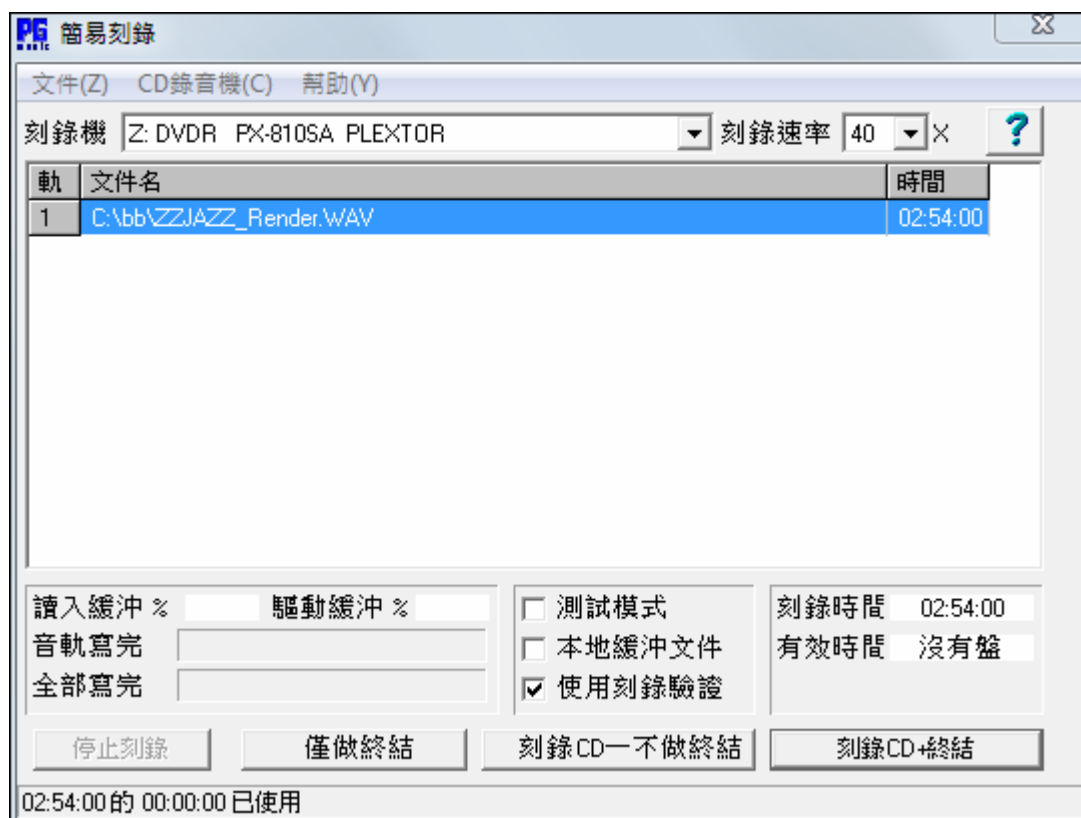 PG MUSIC 簡易刻錄
文件(Z) CD錄音機(C) 幫助(Y)
刻錄機 Z: DVDR PX-810SA PLEXTOR 刻錄速率 40 X ?
軌 文件名 時間
1 C:\bb\ZZJAZZ_Render.WAV 02:54:00
讀入緩沖 % 驅動緩沖 %
音軌寫完
全部寫完
測試模式
本地緩沖文件
使用刻錄驗證
刻錄時間 02:54:00
有效時間 沒有盤
停止刻錄 僅做終結 刻錄CD一不做終結 刻錄CD+終結
02:54:00的 00:00:00 已使用